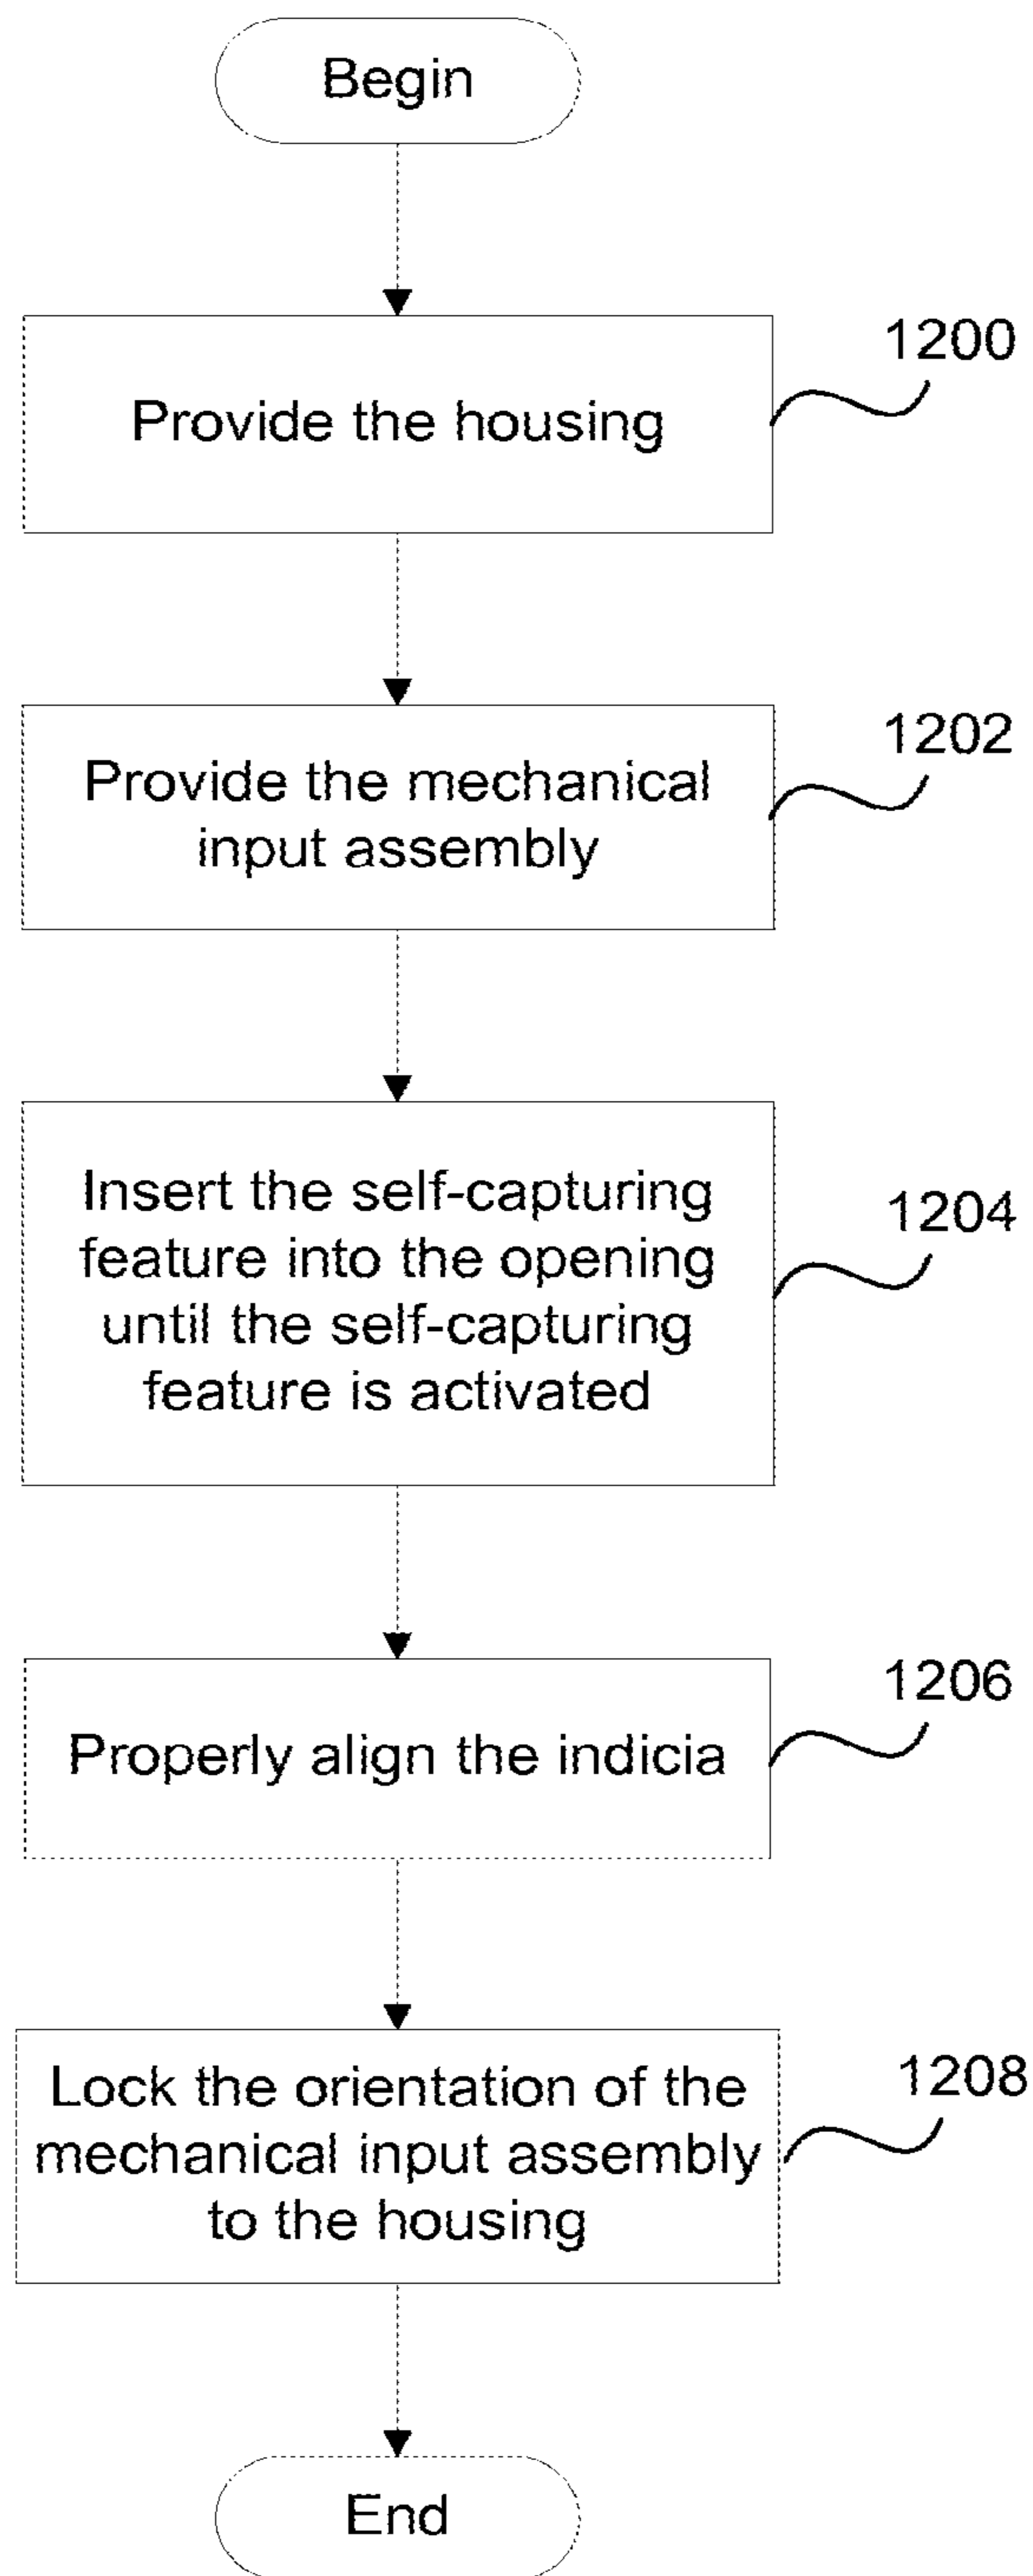 Begin
Provide the housing
1200
Provide the mechanical
input assembly
1202
Insert the self-capturing
feature into the opening
until the self-capturing
feature is activated
1204
Properly align the indicia
1206
Lock the orientation of the
mechanical input assembly
to the housing
1208
End